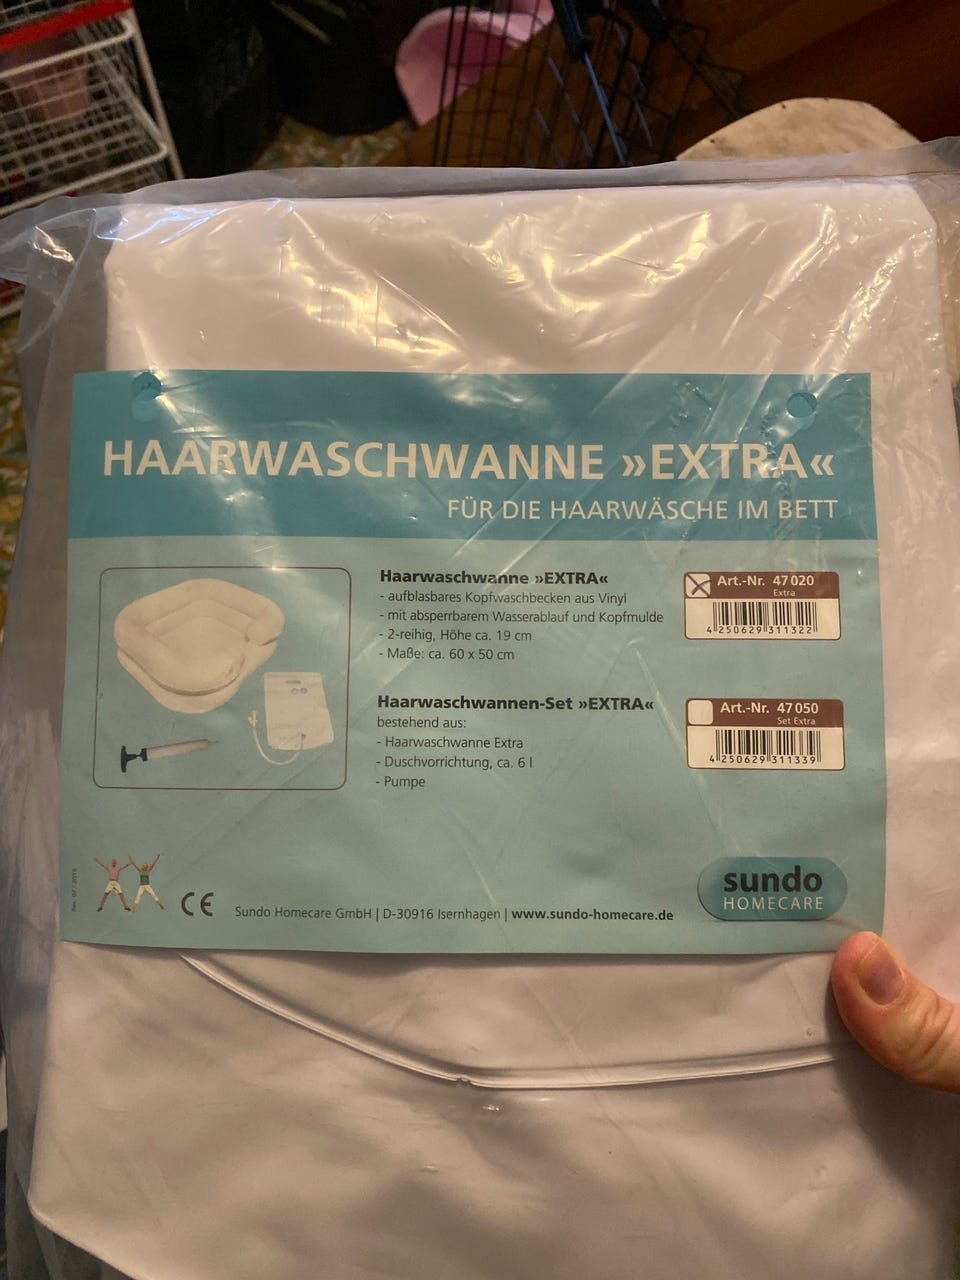 HAARWASCHWANNE »EXTRA«
FÜR DIE HAARWÄSCHE IM BETT
Haarwaschwanne »EXTRA«
- aufblasbares Kopfwaschbecken aus Vinyl
- mit absperrbarem Wasserablauf und Kopfmulde
- 2-reihig, Höhe ca. 19 cm
- Maße: ca. 60 x 50 cm
Art.-Nr. 47 020
Extra
4 250629 311322
Haarwaschwannen-Set »EXTRA«
bestehend aus:
- Haarwaschwanne Extra
- Duschvorrichtung, ca. 6 l
- Pumpe
Art.-Nr. 47 050
Set Extra
4 250629 311339
CE
Sundo Homecare GmbH | D-30916 Isernhagen | www.sundo-homecare.de
sundo
HOMECARE